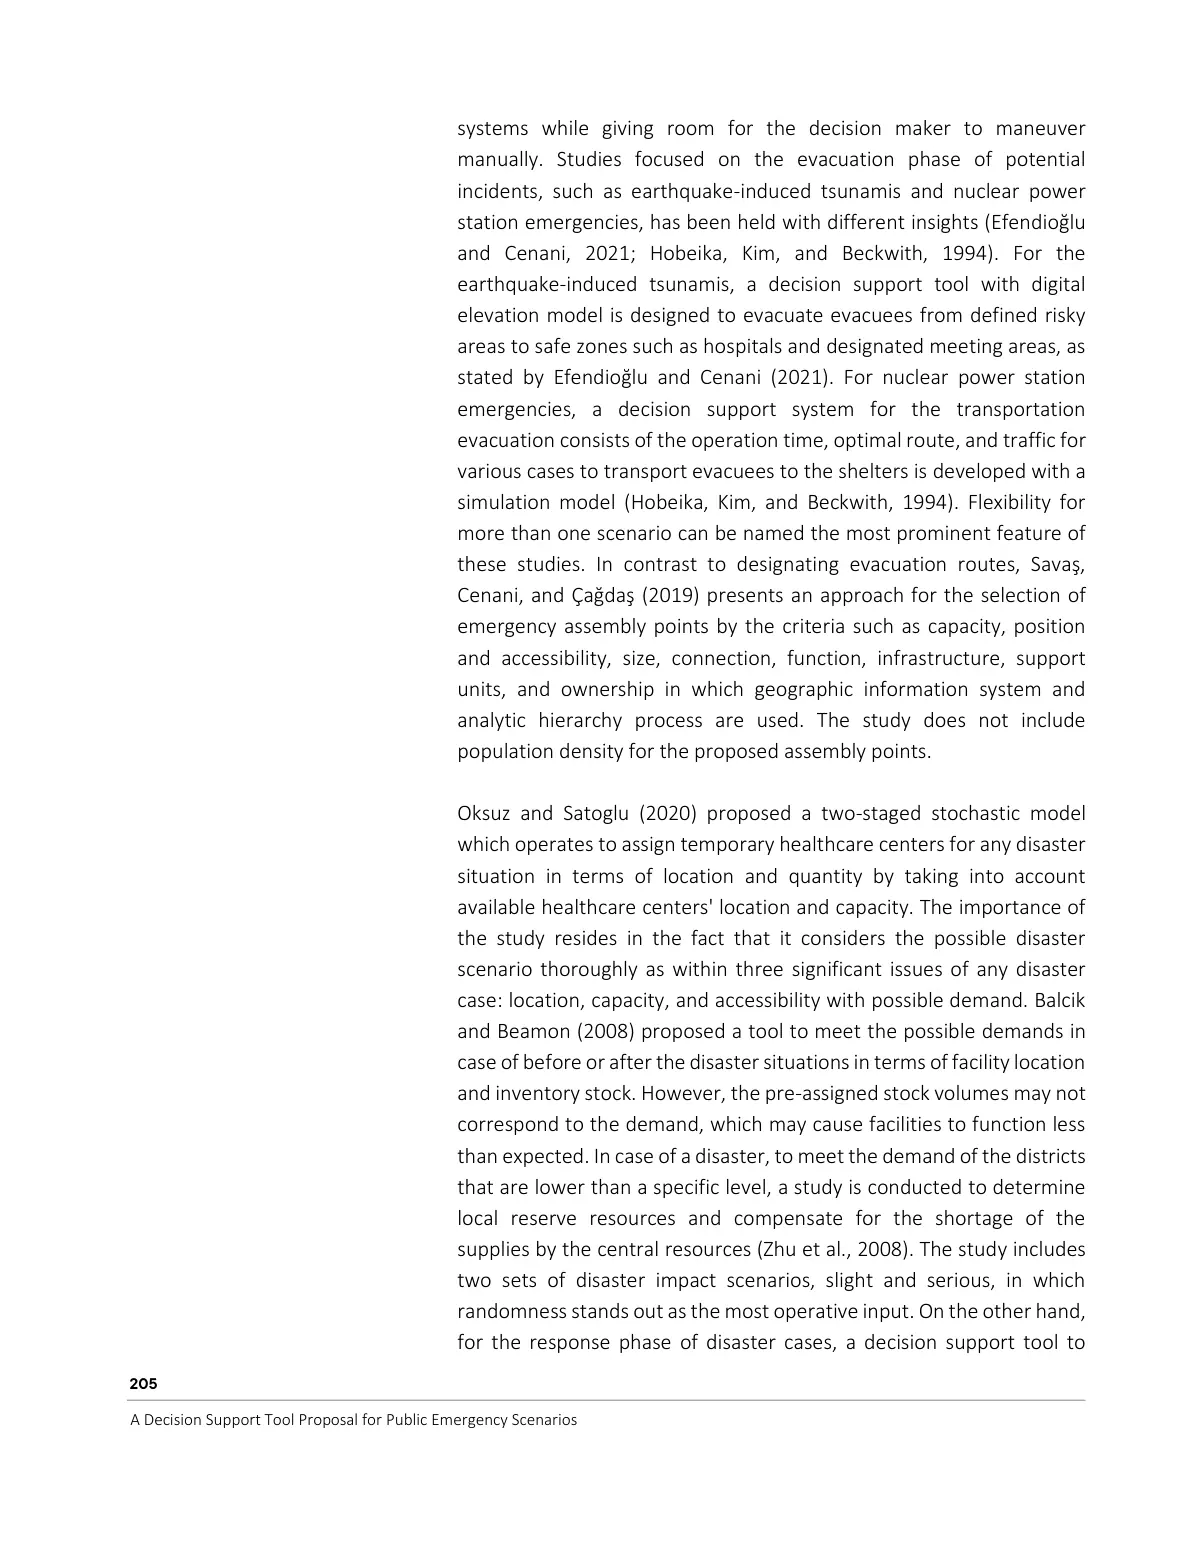 systems while giving room for the decision maker to maneuver
manually. Studies focused on the evacuation phase of potential
incidents, such as earthquake-induced tsunamis and nuclear power
station emergencies, has been held with different insights (Efendioğlu
and Cenani, 2021; Hobeika, Kim, and Beckwith, 1994). For the
earthquake-induced tsunamis, a decision support tool with digital
elevation model is designed to evacuate evacuees from defined risky
areas to safe zones such as hospitals and designated meeting areas, as
stated by Efendioğlu and Cenani (2021). For nuclear power station
emergencies, a decision support system for the transportation
evacuation consists of the operation time, optimal route, and traffic for
various cases to transport evacuees to the shelters is developed with a
simulation model (Hobeika, Kim, and Beckwith, 1994). Flexibility for
more than one scenario can be named the most prominent feature of
these studies. In contrast to designating evacuation routes, Savaş,
Cenani, and Çağdaş (2019) presents an approach for the selection of
emergency assembly points by the criteria such as capacity, position
and accessibility, size, connection, function, infrastructure, support
units, and ownership in which geographic information system and
analytic hierarchy process are used. The study does not include
population density for the proposed assembly points.
Oksuz and Satoglu (2020) proposed a two-staged stochastic model
which operates to assign temporary healthcare centers for any disaster
situation in terms of location and quantity by taking into account
available healthcare centers' location and capacity. The importance of
the study resides in the fact that it considers the possible disaster
scenario thoroughly as within three significant issues of any disaster
case: location, capacity, and accessibility with possible demand. Balcik
and Beamon (2008) proposed a tool to meet the possible demands in
case of before or after the disaster situations in terms of facility location
and inventory stock. However, the pre-assigned stock volumes may not
correspond to the demand, which may cause facilities to function less
than expected. In case of a disaster, to meet the demand of the districts
that are lower than a specific level, a study is conducted to determine
local reserve resources and compensate for the shortage of the
supplies by the central resources (Zhu et al., 2008). The study includes
two sets of disaster impact scenarios, slight and serious, in which
randomness stands out as the most operative input. On the other hand,
for the response phase of disaster cases, a decision support tool to
205
A Decision Support Tool Proposal for Public Emergency Scenarios